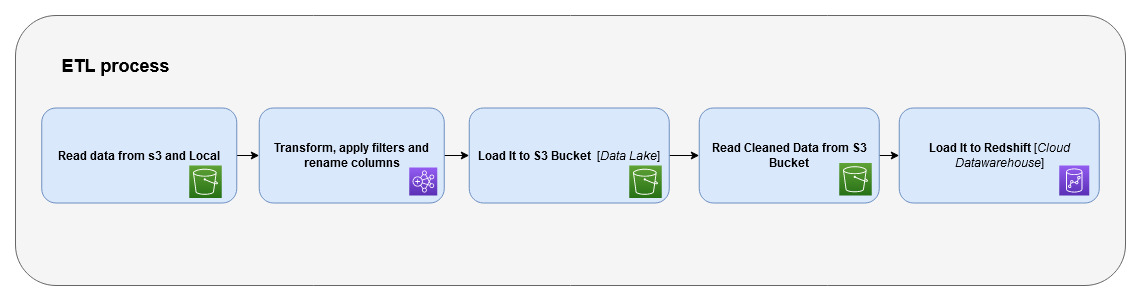 ETL process
Read data from s3 and Local
Transform, apply filters and
rename columns
Load It to S3 Bucket [Data Lake]
Read Cleaned Data from S3
Bucket
Load It to Redshift [Cloud
Datawarehouse]